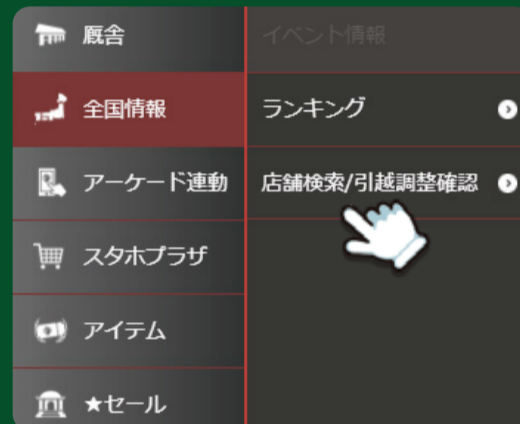 厩舎
全国情報
アーケード連動
スタホプラザ
アイテム
★セール
イベント情報
ランキング
店舗検索/引越調整確認